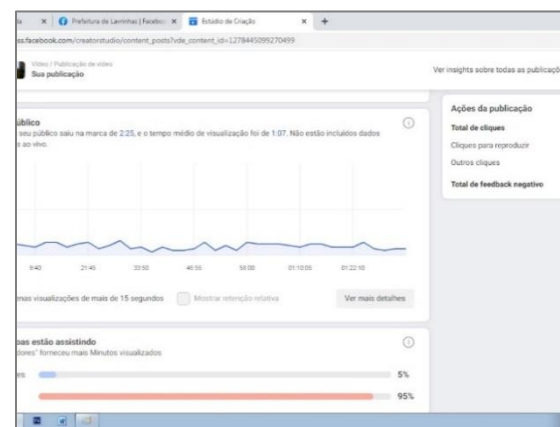 Prefeitura de Lavrinhas | Facebo
Estúdio de Criação
ss.facebook.com/creatorstudio/content_posts?vde_content_id=1278445099270499
Vídeo / Publicação de vídeo
Sua publicação
Ver insights sobre todas as publicaçõ
úblico
seu público saiu na marca de 2:25, e o tempo médio de visualização foi de 1:07. Não estão incluídos dados
s ao vivo.
9:40 21:45 33:50 45:55 58:00 01:10:05 01:22:10
mas visualizações de mais de 15 segundos Mostrar retenção relativa Ver mais detalhes
oas estão assistindo
dores" forneceu mais Minutos visualizados
es 5%
95%
Ações da publicação
Total de cliques
Cliques para reproduzir
Outros cliques
Total de feedback negativo